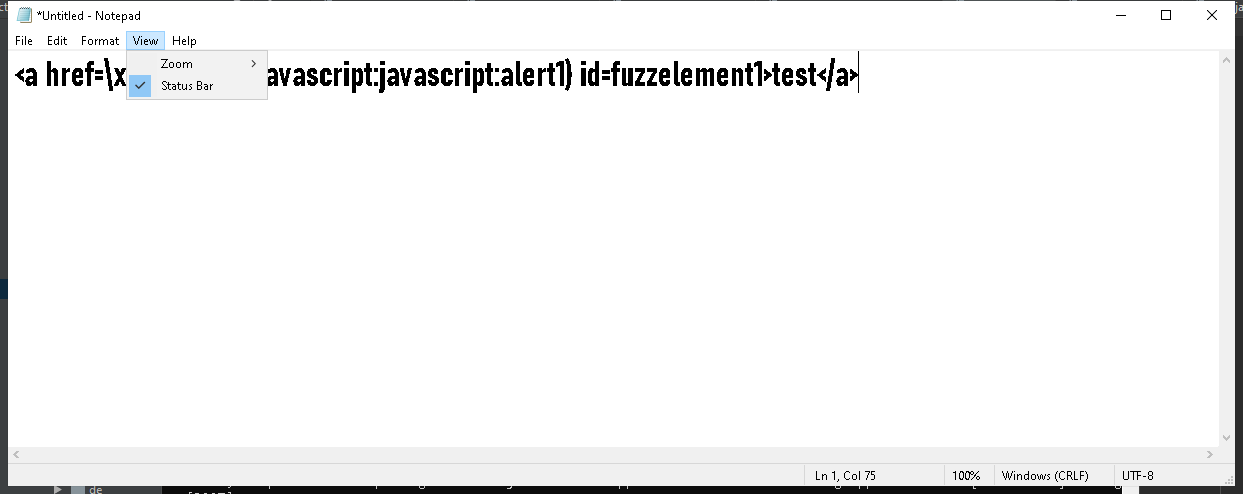 *Untitled - Notepad
File Edit Format View Help
Zoom
Status Bar
<a href=\x avascript:javascript:alert1) id=fuzzelement1>test</a>
Ln 1, Col 75 100% Windows (CRLF) UTF-8
de